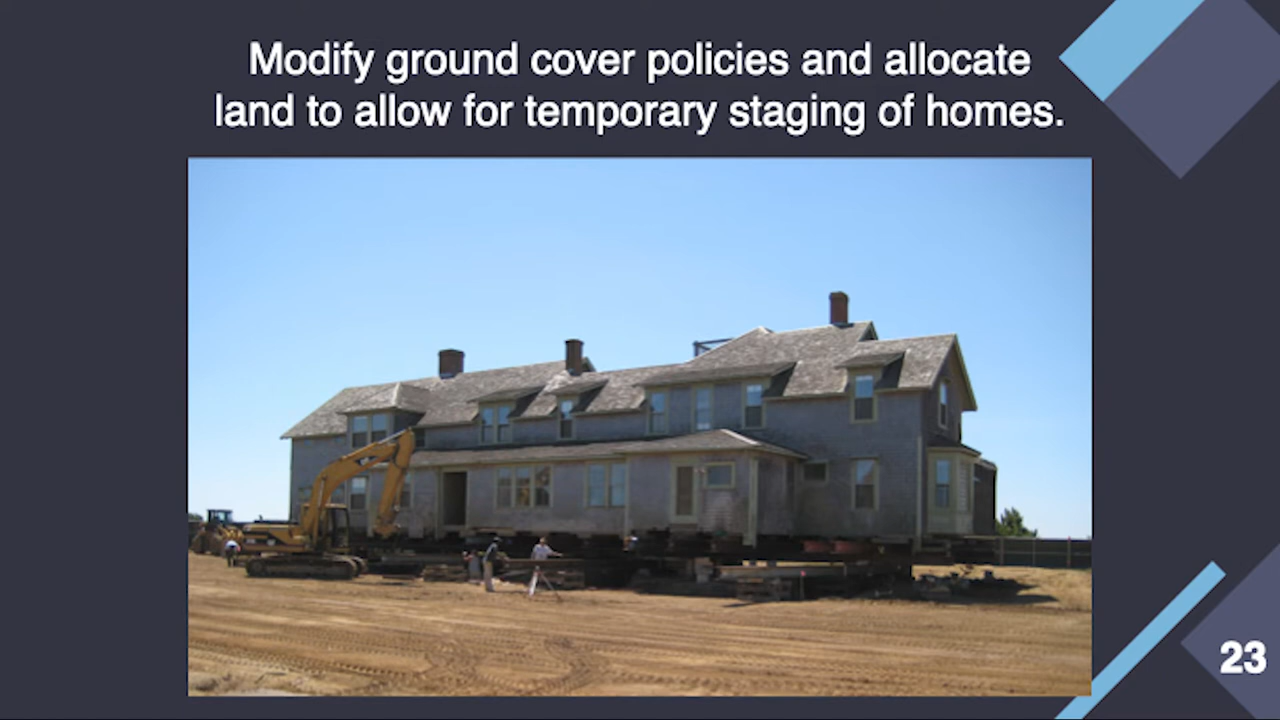 Modify ground cover policies and allocate
land to allow for temporary staging of homes.
23